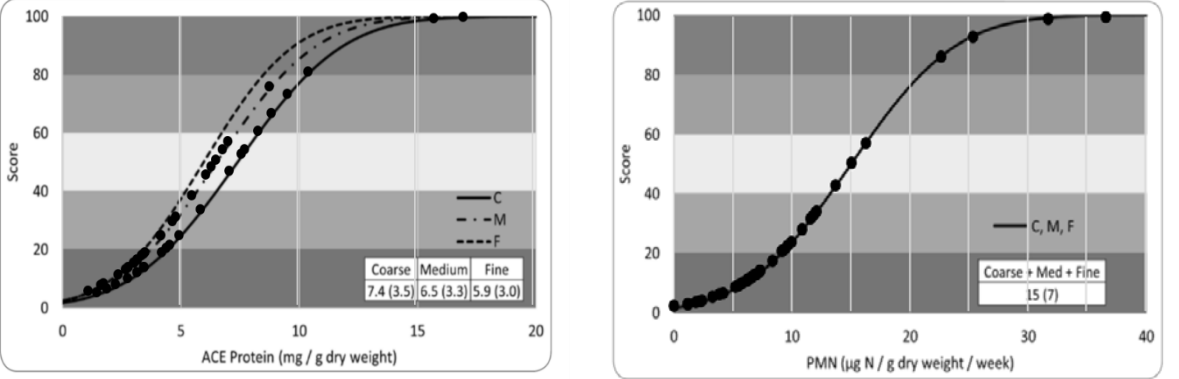 100
80
60
40
20
0
Score
C
M
F
Coarse Medium Fine
7.4 (3.5) 6.5 (3.3) 5.9 (3.0)
0 5 10 15 20
ACE Protein (mg / g dry weight)
100
80
60
40
20
0
Score
C, M, F
Coarse + Med + Fine
15 (7)
0 10 20 30 40
PMN (µg N / g dry weight / week)